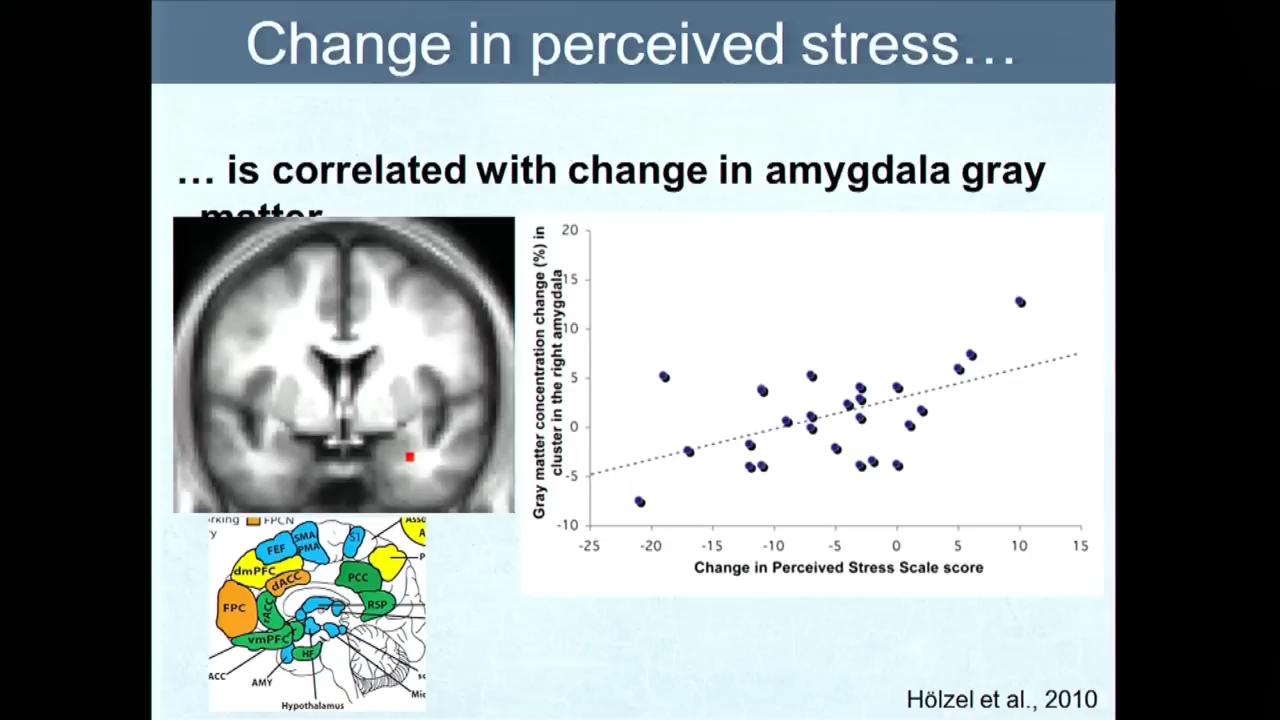 Change in perceived stress…
… is correlated with change in amygdala gray
matter
Gray matter concentration change (%) in
cluster in the right amygdala
20
15
10
5
0
-5
-10
-25
-20
-15
-10
-5
0
5
10
15
Change in Perceived Stress Scale score
FPCN
SMA
PMA
S1
FEF
dmPFC
dACC
PCC
FPC
rACC
RSP
vmPFC
HF
ACC
AMY
Hypothalamus
Hölzel et al., 2010